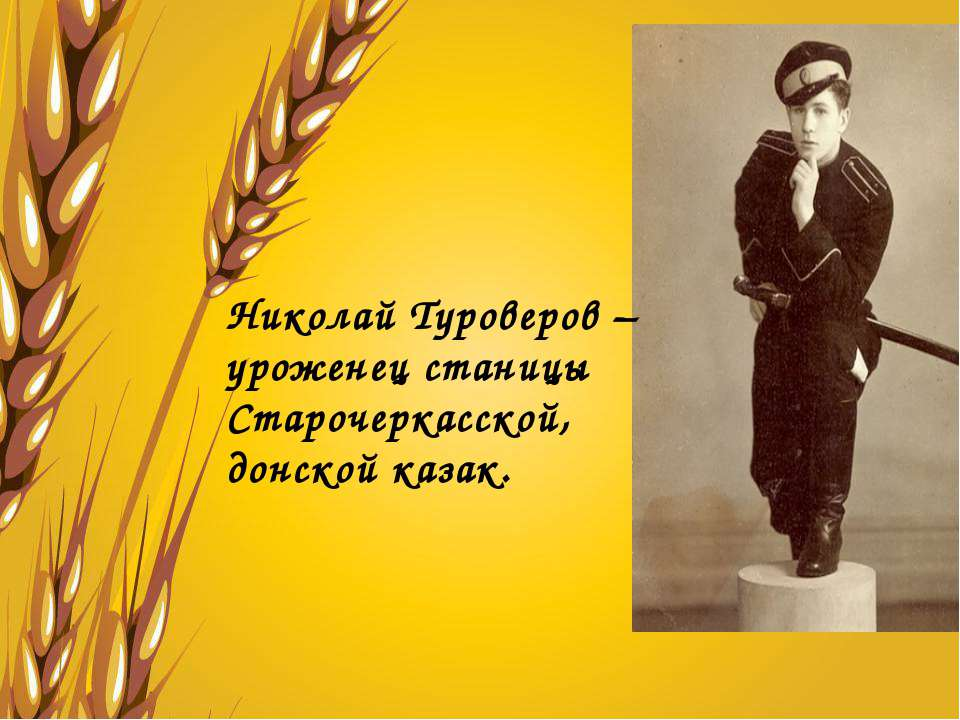 Николай Туроверов –
уроженец станицы
Старочеркасской,
донской казак.